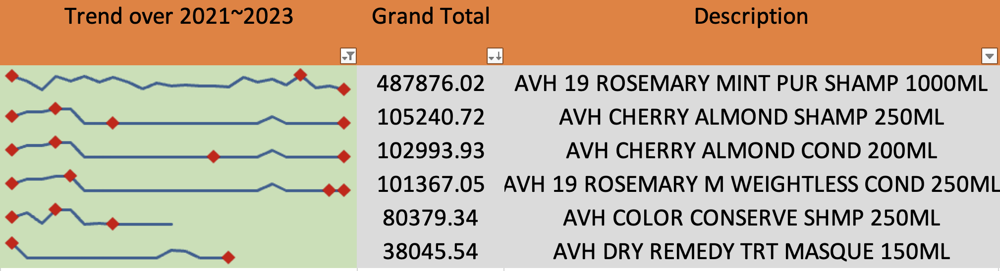 Trend over 2021~2023 Grand Total Description
487876.02 AVH 19 ROSEMARY MINT PUR SHAMP 1000ML
105240.72 AVH CHERRY ALMOND SHAMP 250ML
102993.93 AVH CHERRY ALMOND COND 200ML
101367.05 AVH 19 ROSEMARY M WEIGHTLESS COND 250ML
80379.34 AVH COLOR CONSERVE SHMP 250ML
38045.54 AVH DRY REMEDY TRT MASQUE 150ML